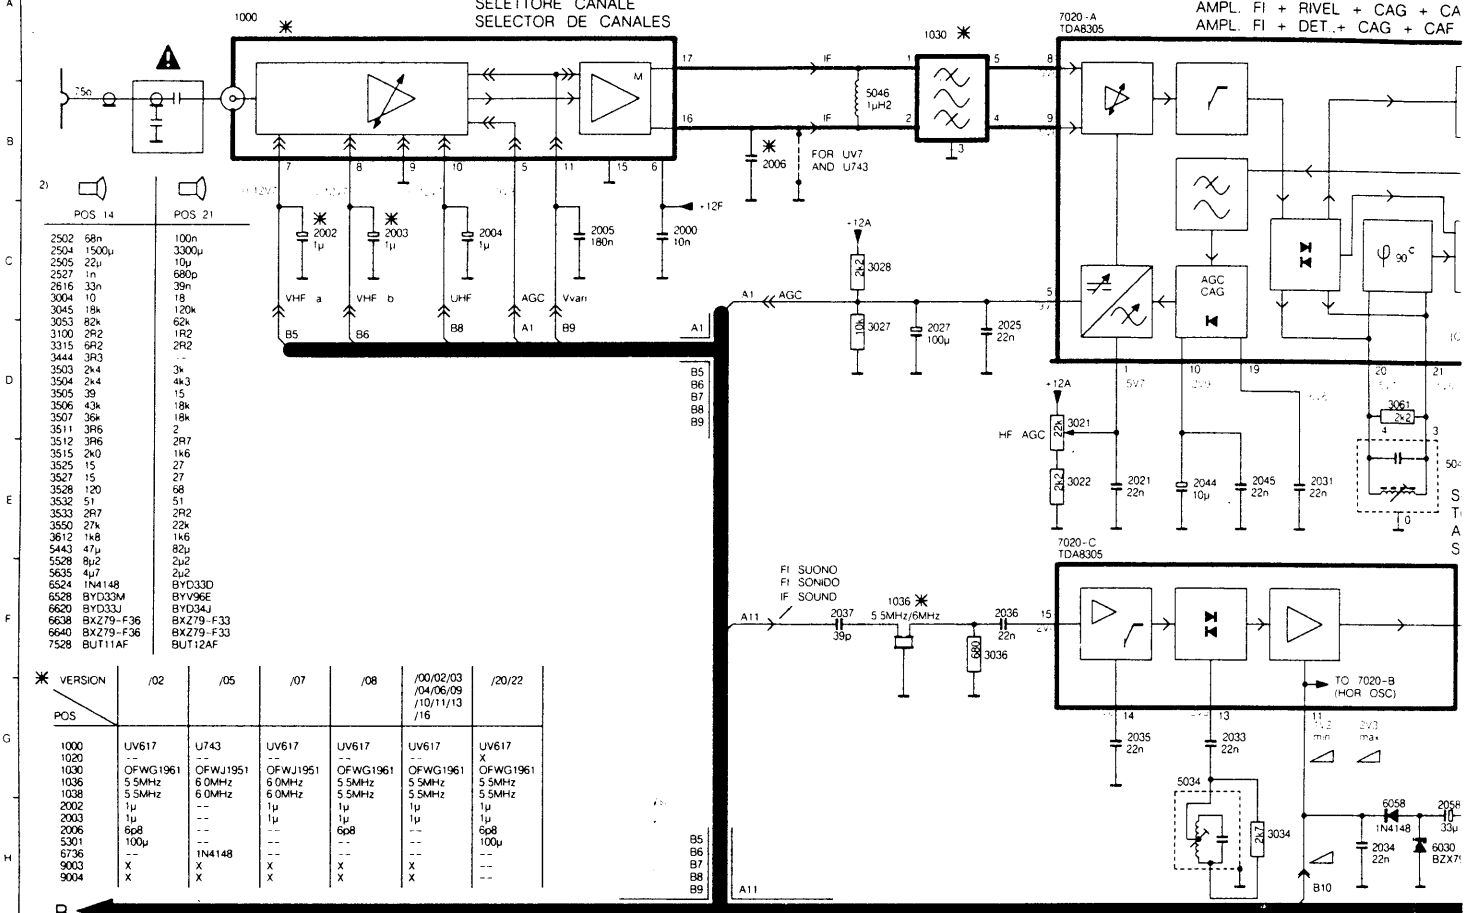 A
SELETTORE CANALE
SELECTOR DE CANALES
1000
7020-A
TDA8305
AMPL. FI + RIVEL + CAG + CA
AMPL. FI + DET.,+ CAG + CAF
1030
17
IF
1
5
8
M
5046
1μH2
75Ω
16
IF
2
4
9
B
3
2006
FOR UV7
AND U743
7
8
9
10
5
11
15
6
2)
POS 14
POS 21
+12F
2002
1μ
2003
1μ
2004
1μ
2005
180n
2000
10n
+12A
2k2
3028
φ 90°
AGC
CAG
C
VHF a
VHF b
UHF
AGC
Vvari
A1
AGC
5
10k
3027
2027
100μ
2025
22n
B5
B6
B8
A1
B9
A1
2502 68n 100n
2504 1500μ 3300μ
2505 22μ 10μ
2527 1n 680p
2616 33n 39n
3004 10 18
3045 18k 120k
3053 82k 62k
3100 2R2 1R2
3315 6R2 2R2
3444 3R3 --
3503 2k4 3k
3504 2k4 4k3
3505 39 15
3506 43k 18k
3507 36k 18k
3511 3R6 2
3512 3R6 2R7
3515 2k0 1k6
3525 15 27
3527 15 27
3528 120 68
3532 51 51
3533 2R7 2R2
3550 27k 22k
3612 1k8 1k6
5443 47μ 82μ
5528 8μ2 2μ2
5635 4μ7 2μ2
6524 1N4148 BYD33D
6528 BYD33M BYV96E
6620 BYD33J BYD34J
6638 BXZ79-F36 BXZ79-F33
6640 BXZ79-F36 BXZ79-F33
7528 BUT11AF BUT12AF
D
B5
B6
B7
B8
B9
1
10
19
20
21
5V7
+12A
HF AGC
22k
3021
3061
2k2
4
3
2k2
3022
2021
22n
2044
10μ
2045
22n
2031
22n
504
0
E
S
A
S
7020-C
TDA8305
FI SUONO
FI SONIDO
IF SOUND
F
A11
2037
39p
1036
5.5MHz/6MHz
2036
22n
15
680
3036
TO 7020-B
(HOR OSC)
14
13
11
min
2V3
max
VERSION /02 /05 /07 /08 /00/02/03 /20/22
/04/06/09
/10/11/13
/16
POS
G
2035
22n
2033
22n
5034
1000 UV617 U743 UV617 UV617 UV617 UV617
1020 -- -- -- -- -- X
1030 OFWG1961 OFWJ1951 OFWJ1951 OFWG1961 OFWG1961 OFWG1961
1036 5.5MHz 6.0MHz 6.0MHz 5.5MHz 5.5MHz 5.5MHz
1038 5.5MHz 6.0MHz 6.0MHz 5.5MHz 5.5MHz 5.5MHz
2002 1μ -- 1μ 1μ 1μ 1μ
2003 1μ -- 1μ 1μ 1μ 1μ
2006 6p8 -- -- 6p8 -- 6p8
5301 100μ -- -- -- -- 100μ
6736 -- 1N4148 -- -- -- --
9003 X X X X X --
9004 X X X X X --
H
2k7
3034
6058
1N4148
2058
33μ
2034
22n
6030
BZX79
B5
B6
B7
B8
B9
A11
B10
B